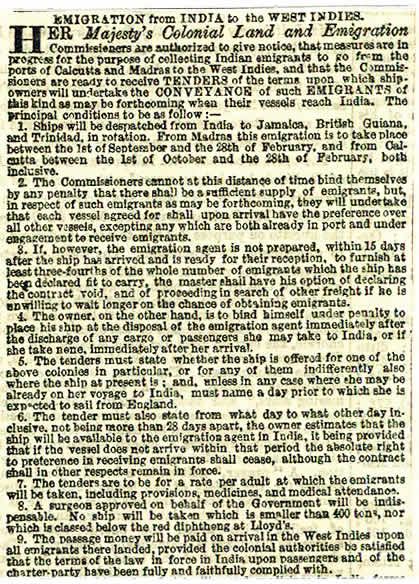 EMIGRATION from INDIA to the WEST INDIES.
HER Majesty's Colonial Land and Emigration
Commissioners are authorized to give notice, that measures are in
progress for the purpose of collecting Indian emigrants to go from the
ports of Calcutta and Madras to the West Indies, and that the Commis-
sioners are ready to receive TENDERS of the terms upon which ship-
owners will undertake the CONVEYANCE of such EMIGRANTS of
this kind as may be forthcoming when their vessels reach India. The
principal conditions to be as follow:—
1. Ships will be despatched from India to Jamaica, British Guiana,
and Trinidad, in rotation. From Madras this emigration is to take place
between the 1st of September and the 28th of February, and from Cal-
cutta between the 1st of October and the 28th of February, both
inclusive.
2. The Commissioners cannot at this distance of time bind themselves
by any penalty that there shall be a sufficient supply of emigrants, but,
in respect of such emigrants as may be forthcoming, they will undertake
that each vessel agreed for shall upon arrival have the preference over
all other vessels, excepting any which are both already in port and under
engagement to receive emigrants.
3. If, however, the emigration agent is not prepared, within 15 days
after the ship has arrived and is ready for their reception, to furnish at
least three-fourths of the whole number of emigrants which the ship has
been declared fit to carry, the master shall have his option of declaring
the contract void, and of proceeding in search of other freight if he is
unwilling to wait longer on the chance of obtaining emigrants.
4. The owner, on the other hand, is to bind himself under penalty to
place his ship at the disposal of the emigration agent immediately after
the discharge of any cargo or passengers she may take to India, or if
she take none, immediately after her arrival.
5. The tenders must state whether the ship is offered for one of the
above colonies in particular, or for any of them indifferently also
where the ship at present is; and, unless in any case where she may be
already on her voyage to India, must name a day prior to which she is
expected to sail from England.
6. The tender must also state from what day to what other day in-
clusive, not being more than 28 days apart, the owner estimates that the
ship will be available to the emigration agent in India, it being provided
that if the vessel does not arrive within that period the absolute right
to preference in receiving emigrants shall cease, although the contract
shall in other respects remain in force.
7. The tenders are to be for a rate per adult at which the emigrants
will be taken, including provisions, medicines, and medical attendance.
8. A surgeon approved on behalf of the Government will be indis-
pensable. No ship will be taken which is smaller than 400 tons, nor
which is classed below the red diphtheng at Lloyd's.
9. The passage money will be paid on arrival in the West Indies upon
all emigrants there landed, provided the colonial authorities be satisfied
that the terms of the law in force in India upon passengers and of the
charter-party have been fully and faithfully complied with.